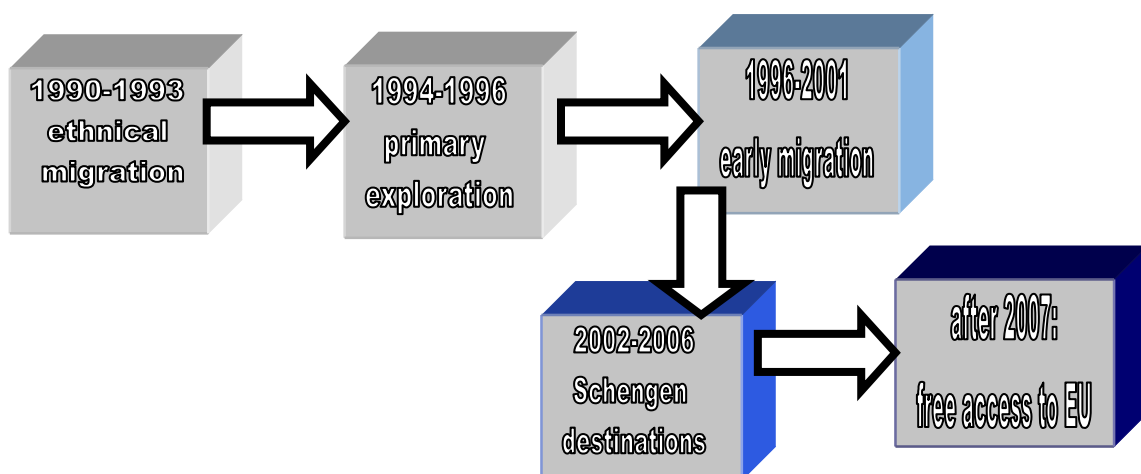 1990-1993
ethnical
migration
1994-1996
primary
exploration
1996-2001
early migration
2002-2006
Schengen
destinations
after 2007:
free access to EU